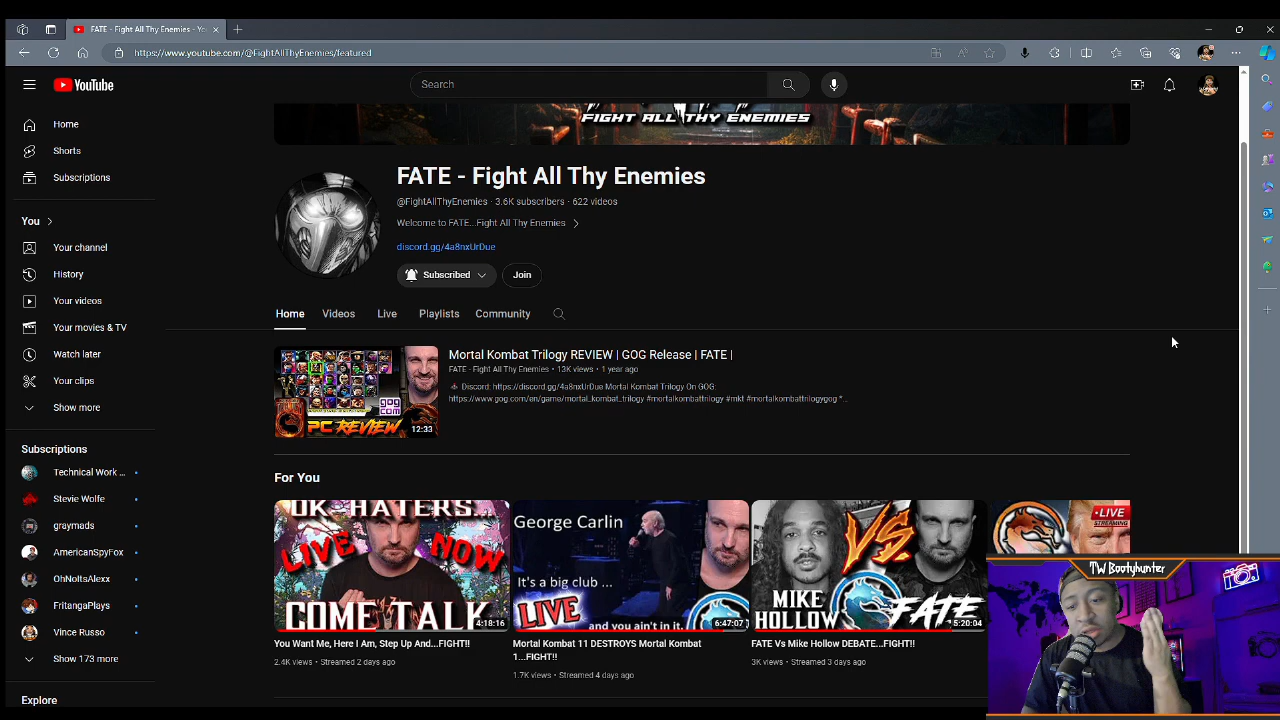 FATE - Fight All Thy Enemies - Yo
https://www.youtube.com/@FightAllThyEnemies/featured
YouTube
Search
Home
Shorts
Subscriptions
You
Your channel
History
Your videos
Your movies & TV
Watch later
Your clips
Show more
Subscriptions
Technical Work ...
Stevie Wolfe
graymads
AmericanSpyFox
OhNoItsAlexx
FritangaPlays
Vince Russo
Show 173 more
Explore
FIGHT ALL THY ENEMIES
FATE - Fight All Thy Enemies
@FightAllThyEnemies · 3.6K subscribers · 622 videos
Welcome to FATE...Fight All Thy Enemies
discord.gg/4a8nxUrDue
Subscribed
Join
Home
Videos
Live
Playlists
Community
GOG
COM
PC REVIEW
12:33
Mortal Kombat Trilogy REVIEW | GOG Release | FATE |
FATE - Fight All Thy Enemies • 13K views • 1 year ago
Discord: https://discord.gg/4a8nxUrDue Mortal Kombat Trilogy On GOG:
https://www.gog.com/en/game/mortal_kombat_trilogy #mortalkombattrilogy #mkt #mortalkombattrilogygog *...
For You
OK HATERS...
LIVE NOW
COME TALK
4:18:16
You Want Me, Here I Am, Step Up And...FIGHT!!
2.4K views • Streamed 2 days ago
George Carlin
It's a big club ...
LIVE
and you ain't in it.
6:47:07
Mortal Kombat 11 DESTROYS Mortal Kombat
1...FIGHT!!
1.7K views • Streamed 4 days ago
VS.
MIKE
HOLLOW
FATE
5:20:04
FATE Vs Mike Hollow DEBATE...FIGHT!!
3K views • Streamed 3 days ago
LIVE
STREAMING
TW Bootyhunter